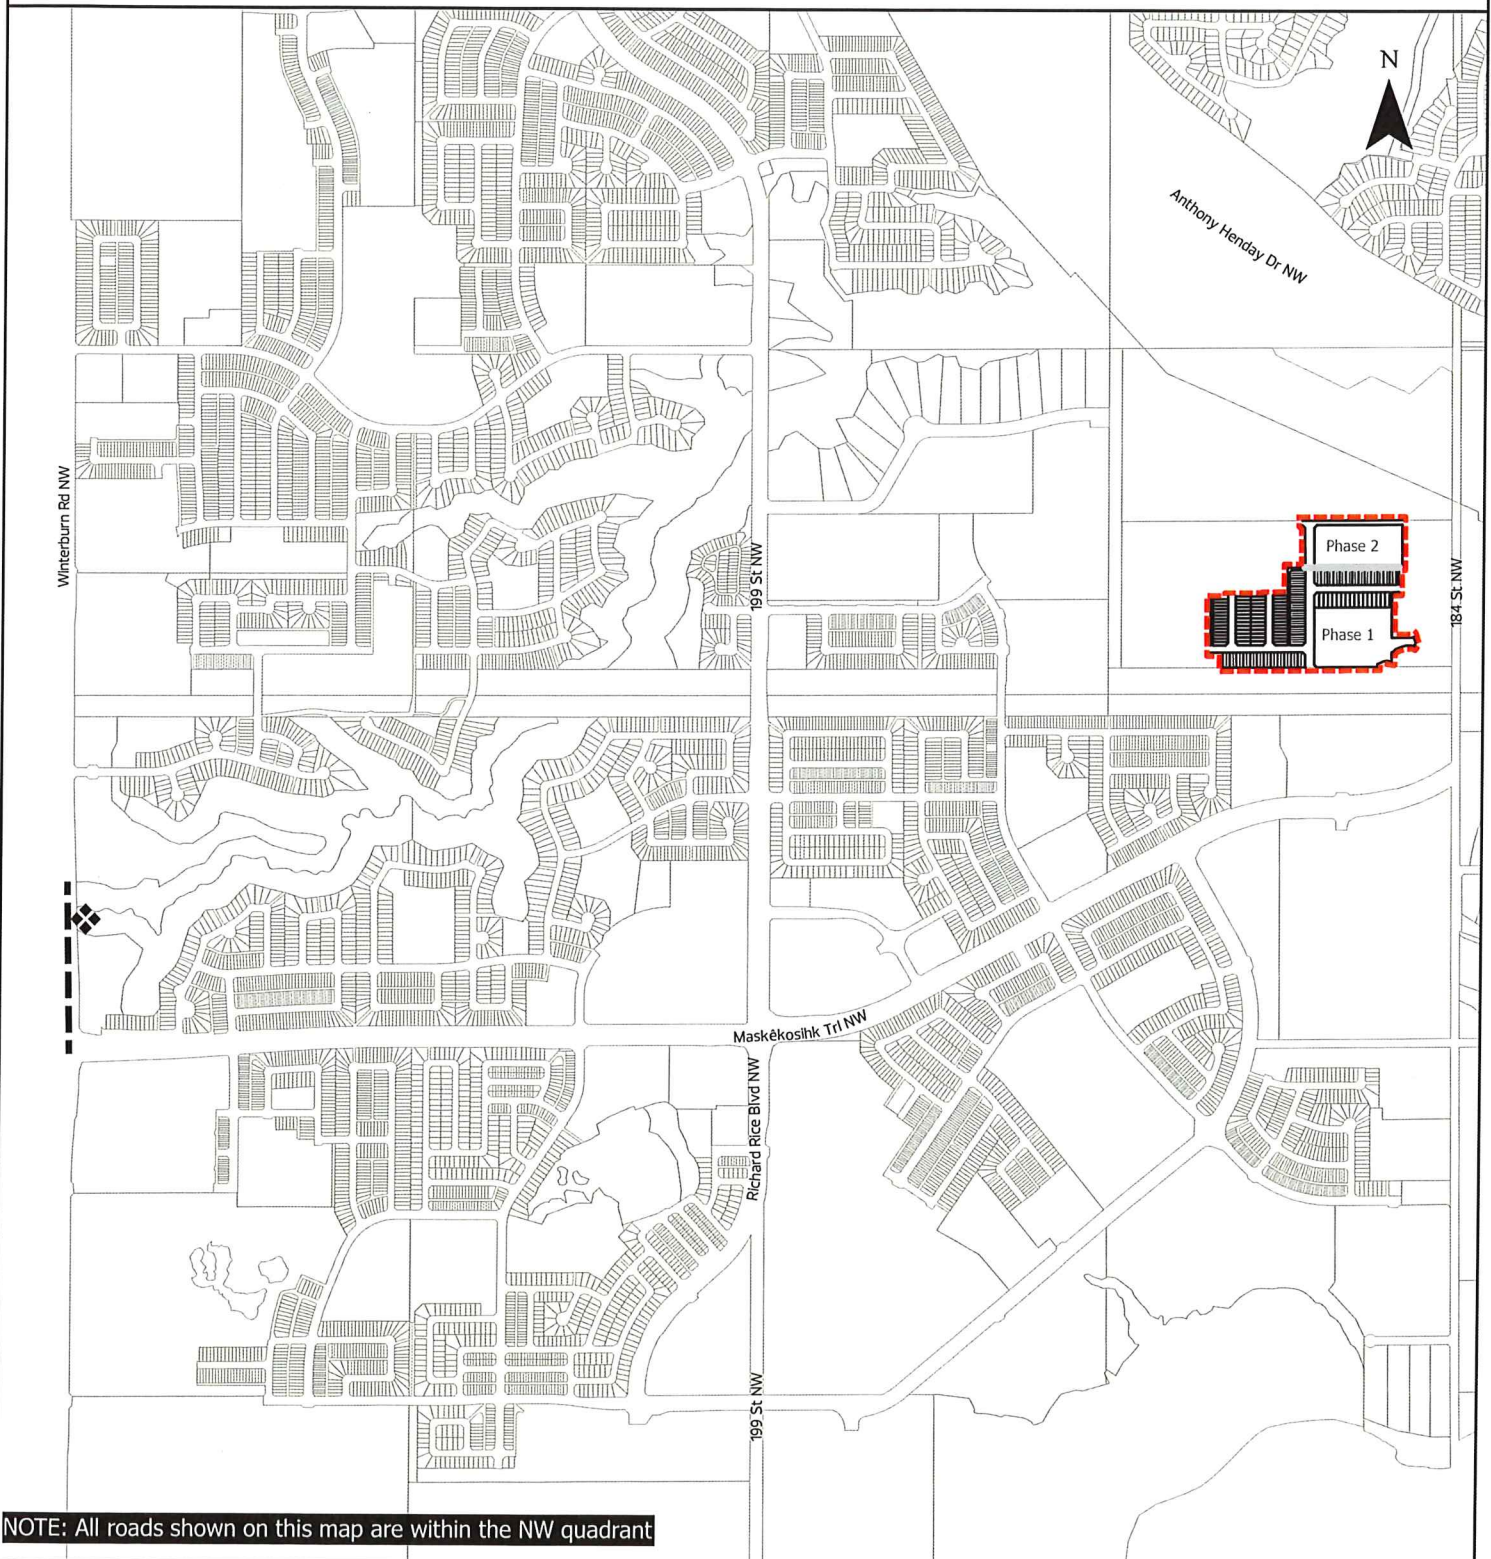 N
Anthony Henday Dr NW
Winterburn Rd NW
199 St NW
184 St NW
Phase 2
Phase 1
Maskêkosihk Trl NW
Richard Rice Blvd NW
199 St NW
NOTE: All roads shown on this map are within the NW quadrant